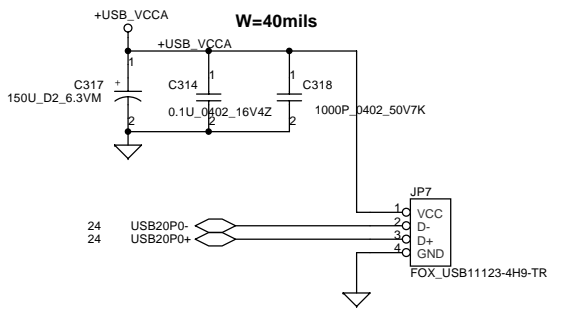 +USB_VCCA
W=40mils
+USB_VCCA
1
1
1
C317
+
C314
C318
150U_D2_6.3VM
0.1U_0402_16V4Z
1000P_0402_50V7K
2
2
2
JP7
1
VCC
24
USB20P0-
2
D-
24
USB20P0+
3
D+
4
GND
FOX_USB11123-4H9-TR